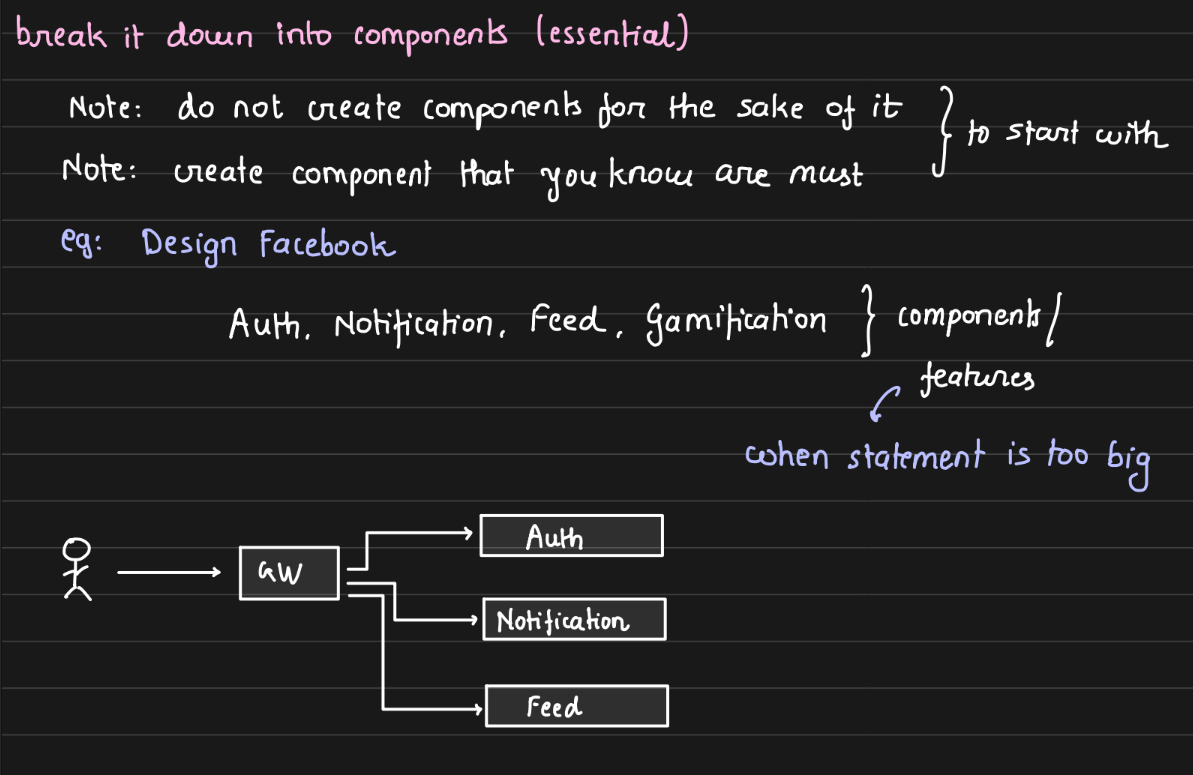 break it down into components (essential)
Note: do not create components for the sake of it
Note: create component that you know are must
to start with
eg: Design Facebook
Auth, Notification, Feed, Gamification
components/
features
when statement is too big
GW
Auth
Notification
Feed